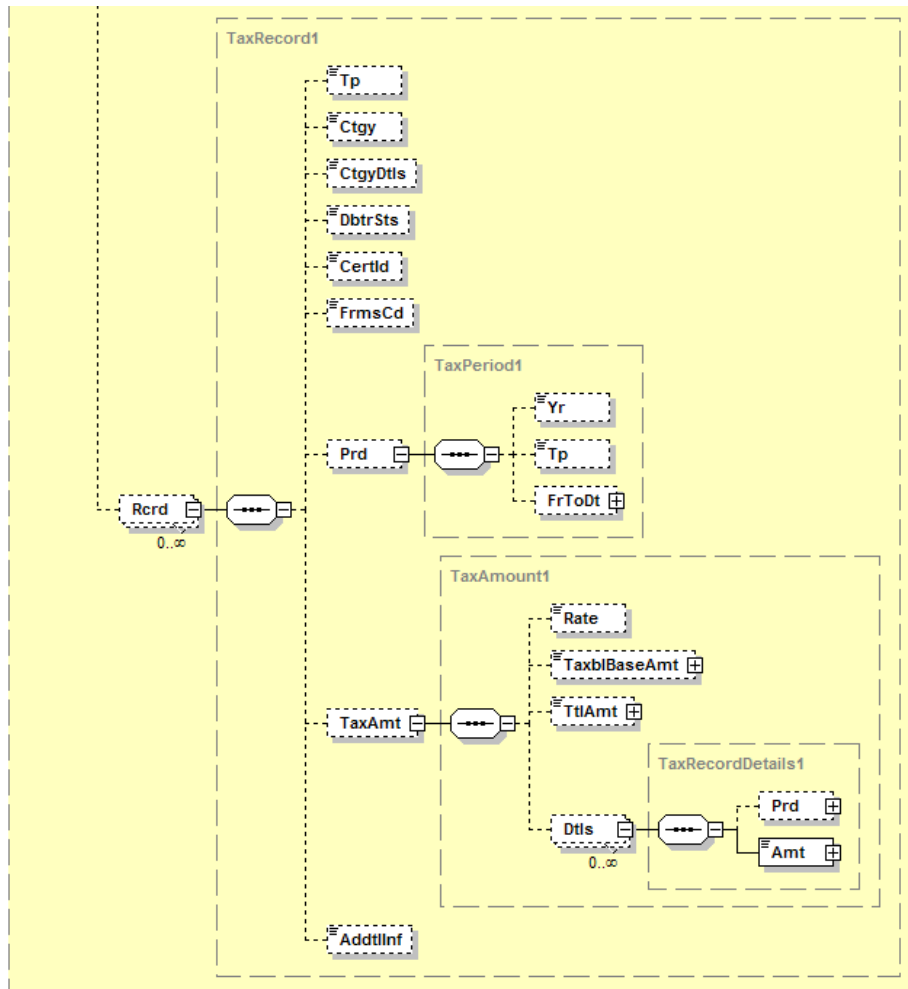 TaxRecord1
Tp
Ctgy
CtgyDtls
DbtrSts
CertId
FrmsCd
TaxPeriod1
Yr
Prd
Tp
FrToDt
Rcrd
0..∞
TaxAmount1
Rate
TaxblBaseAmt
TtlAmt
TaxAmt
TaxRecordDetails1
Prd
Dtls
Amt
0..∞
AddtlInf